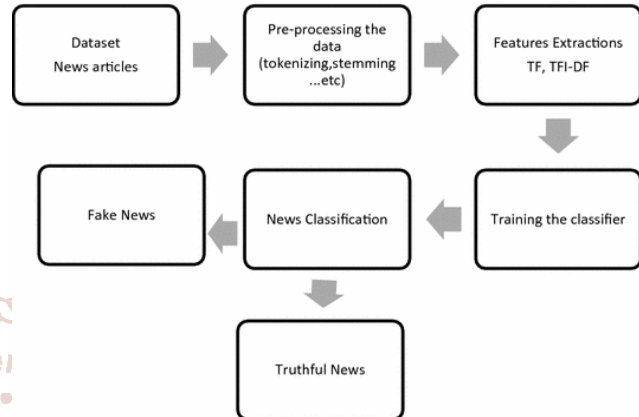 Dataset
News articles
Pre-processing the
data
(tokenizing,stemming
...etc)
Features Extractions
TF, TFI-DF
Fake News
News Classification
Training the classifier
Truthful News